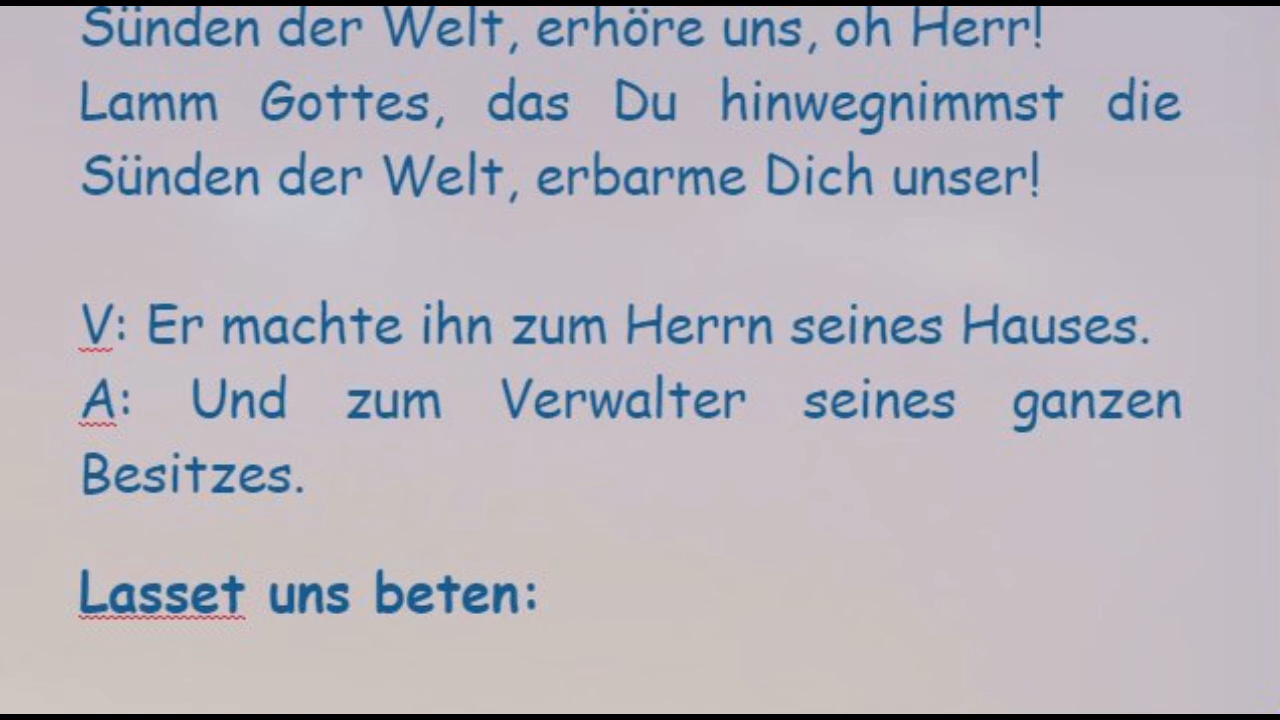 Sünden der Welt, erhöre uns, oh Herr!
Lamm Gottes, das Du hinwegnimmst die
Sünden der Welt, erbarme Dich unser!
V: Er machte ihn zum Herrn seines Hauses.
A: Und zum Verwalter seines ganzen
Besitzes.
Lasset uns beten: